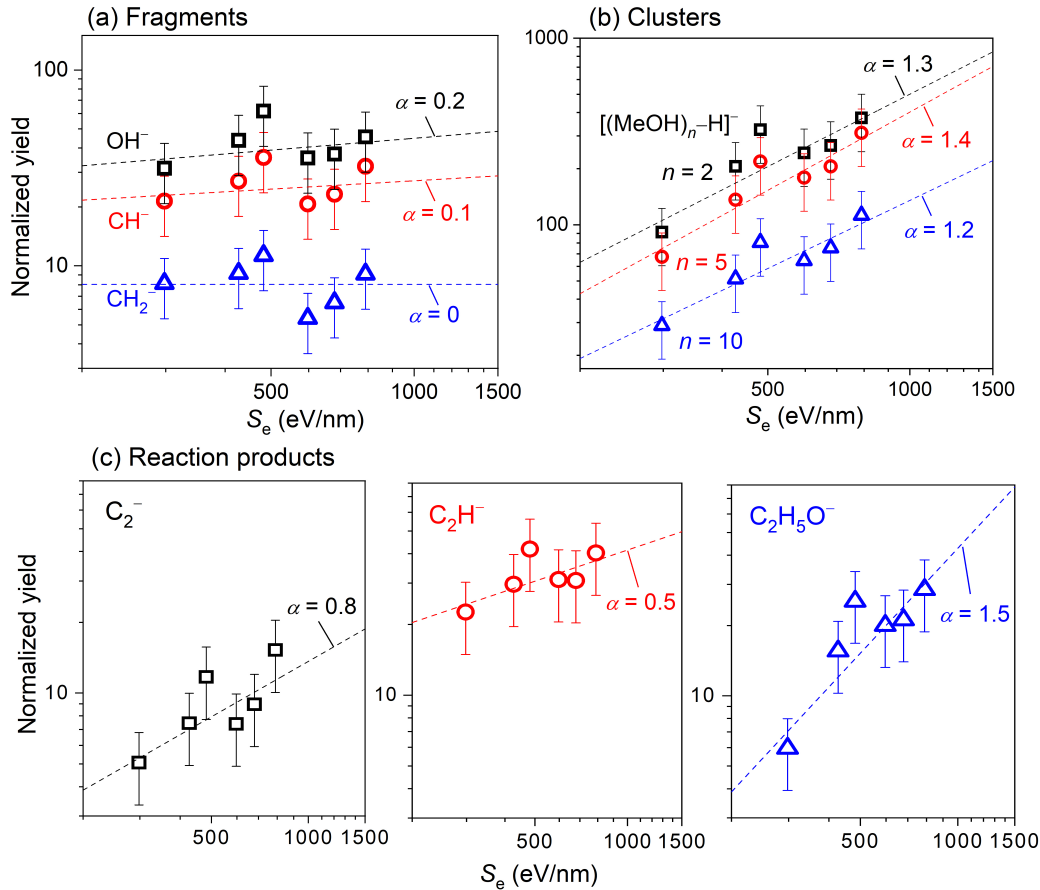 (a) Fragments
100
10
Normalized yield
OH⁻
CH⁻
CH₂⁻
α = 0.2
α = 0.1
α = 0
500
1000
1500
Sₑ (eV/nm)
(b) Clusters
1000
100
[(MeOH)ₙ–H]⁻
n = 2
n = 5
n = 10
α = 1.3
α = 1.4
α = 1.2
500
1000
1500
Sₑ (eV/nm)
(c) Reaction products
Normalized yield
C₂⁻
α = 0.8
10
500
1000 1500
C₂H⁻
α = 0.5
10
500
1000 1500
C₂H₅O⁻
α = 1.5
10
500
1000 1500
Sₑ (eV/nm)